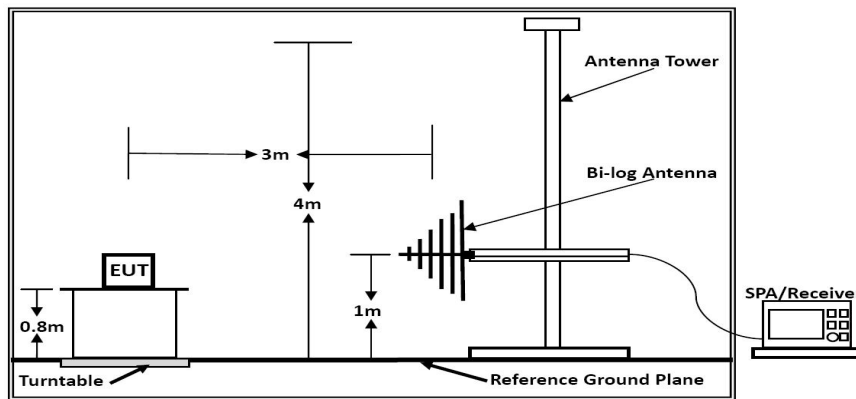 Antenna Tower
3m
Bi-log Antenna
4m
EUT
SPA/Receive
0.8m
1m
Turntable
Reference Ground Plane